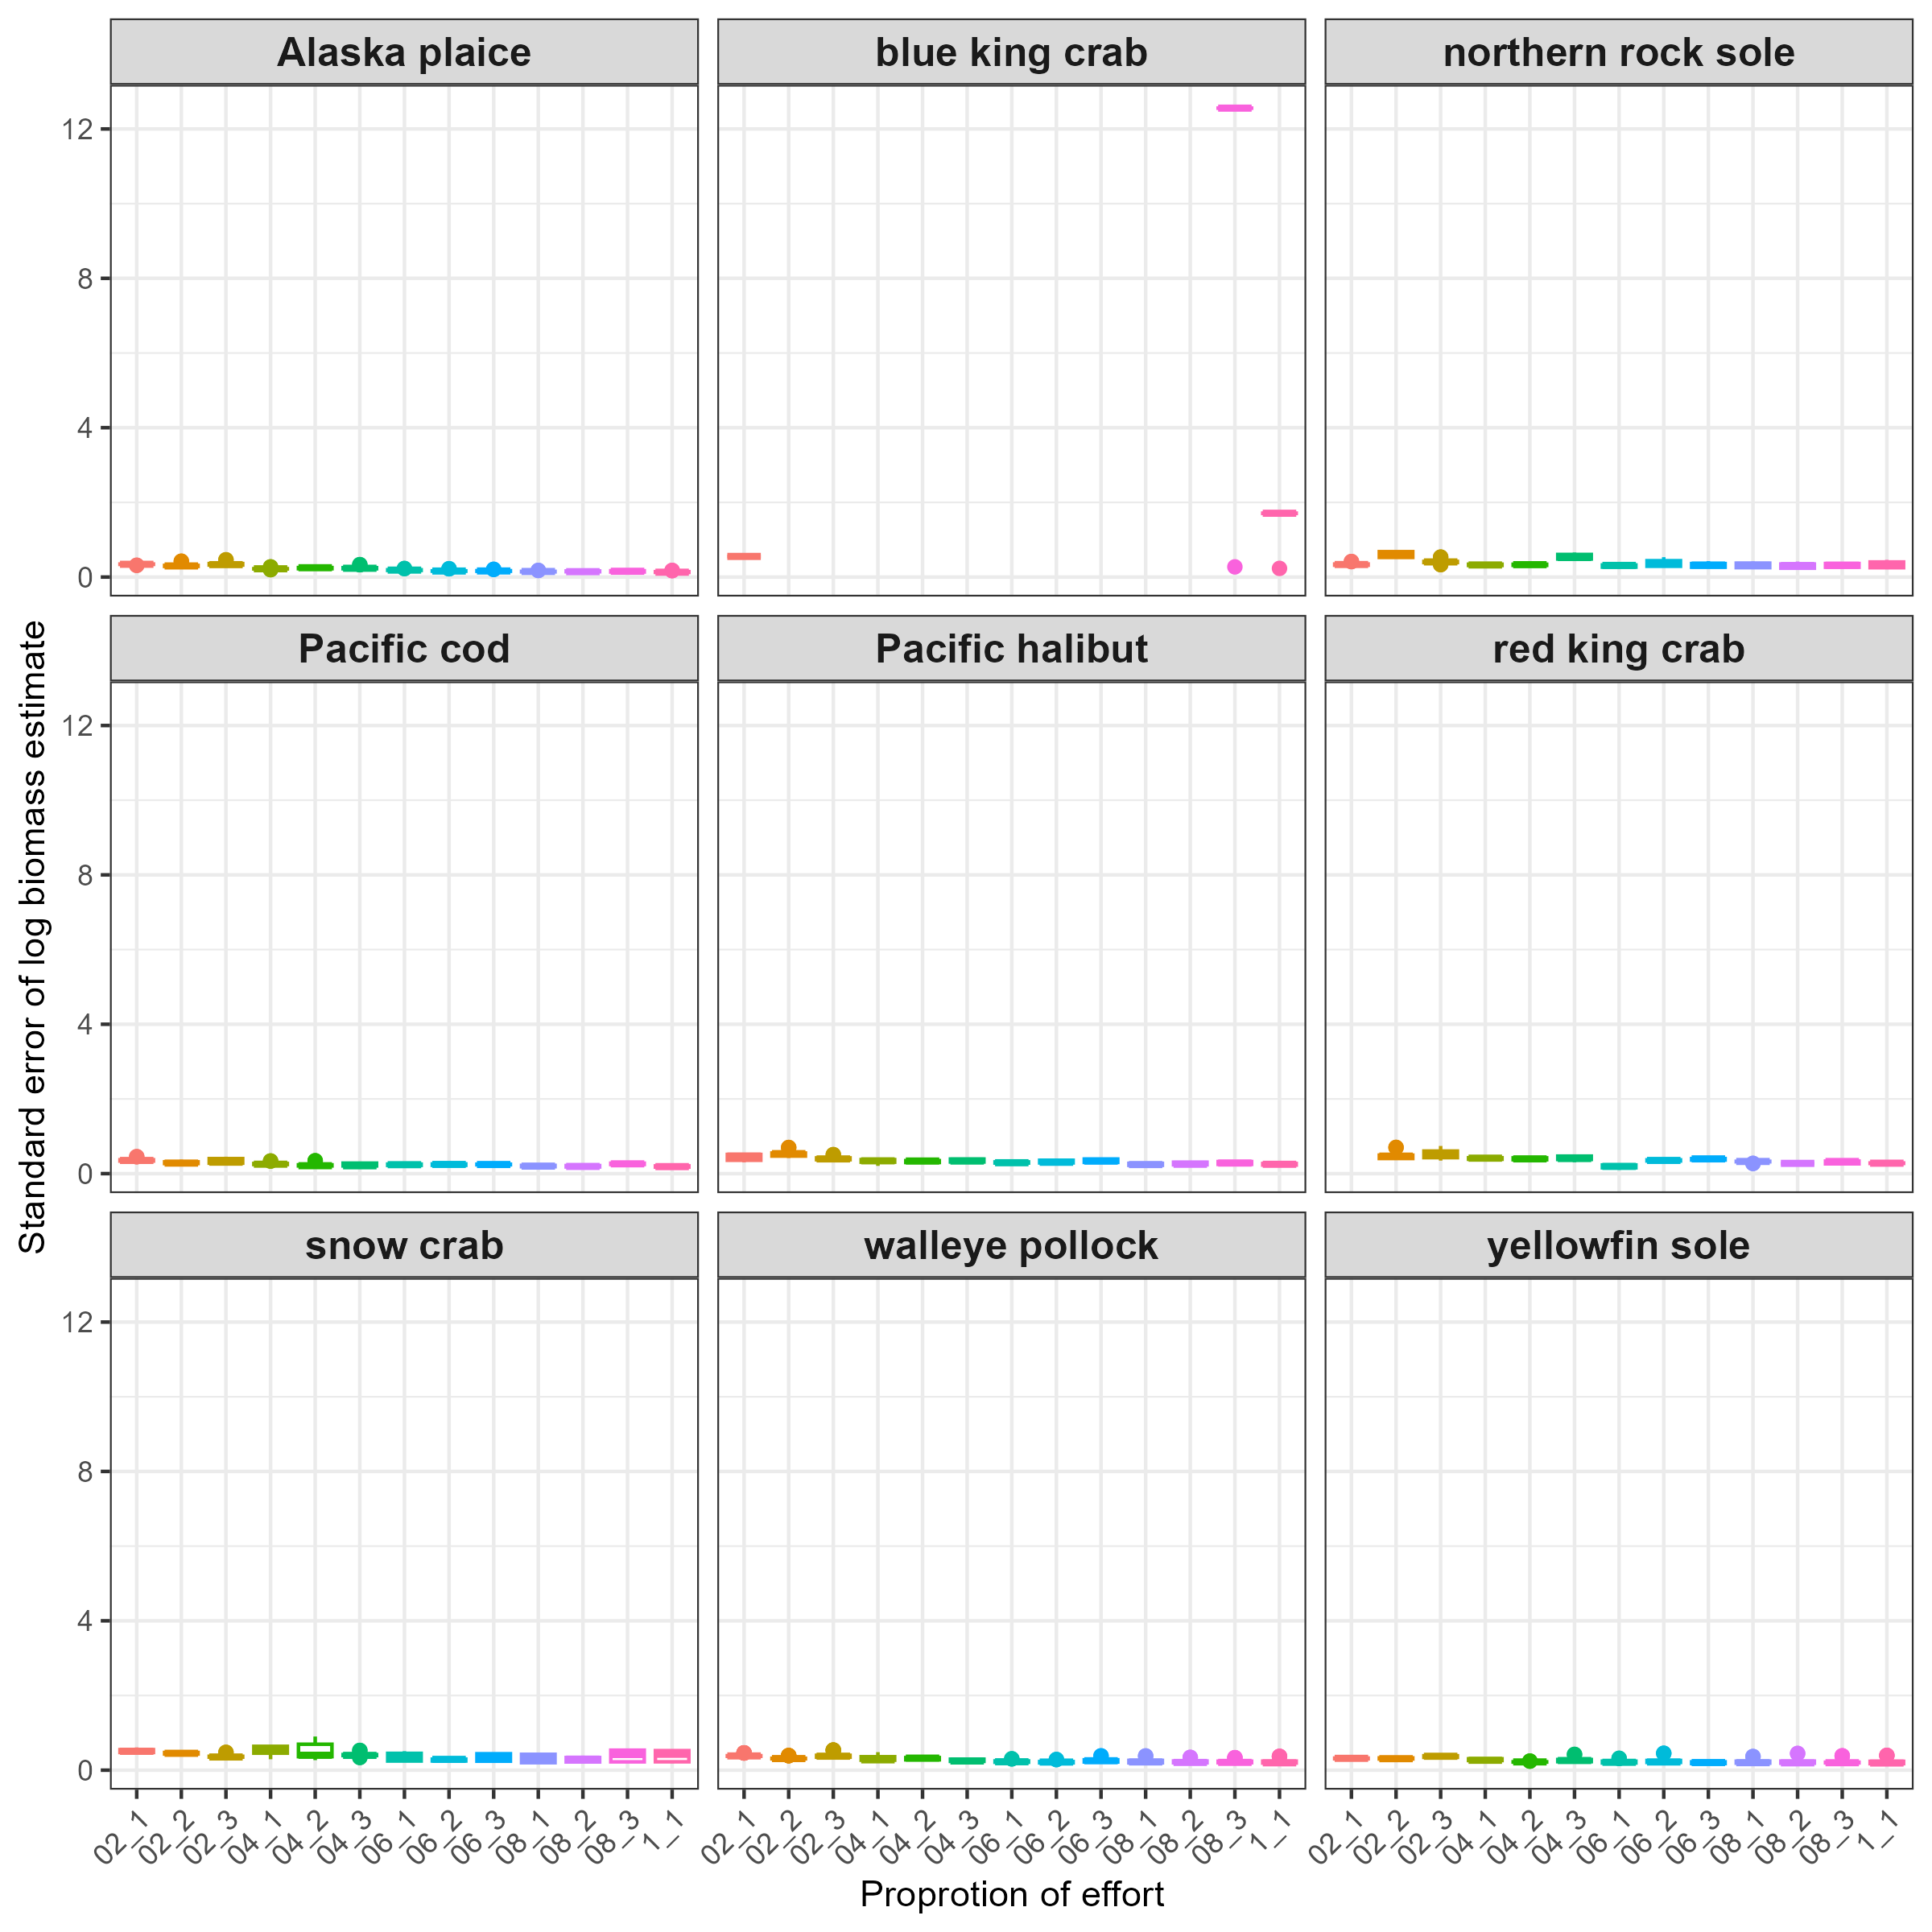 Alaska plaice
blue king crab
northern rock sole
12
8
4
0
Pacific cod
Pacific halibut
red king crab
12
8
4
0
snow crab
walleye pollock
yellowfin sole
12
8
4
0
Standard error of log biomass estimate
02_1 02_2 02_3 04_1 04_2 04_3 06_1 06_2 06_3 08_1 08_2 08_3 1_1
02_1 02_2 02_3 04_1 04_2 04_3 06_1 06_2 06_3 08_1 08_2 08_3 1_1
02_1 02_2 02_3 04_1 04_2 04_3 06_1 06_2 06_3 08_1 08_2 08_3 1_1
Proprotion of effort